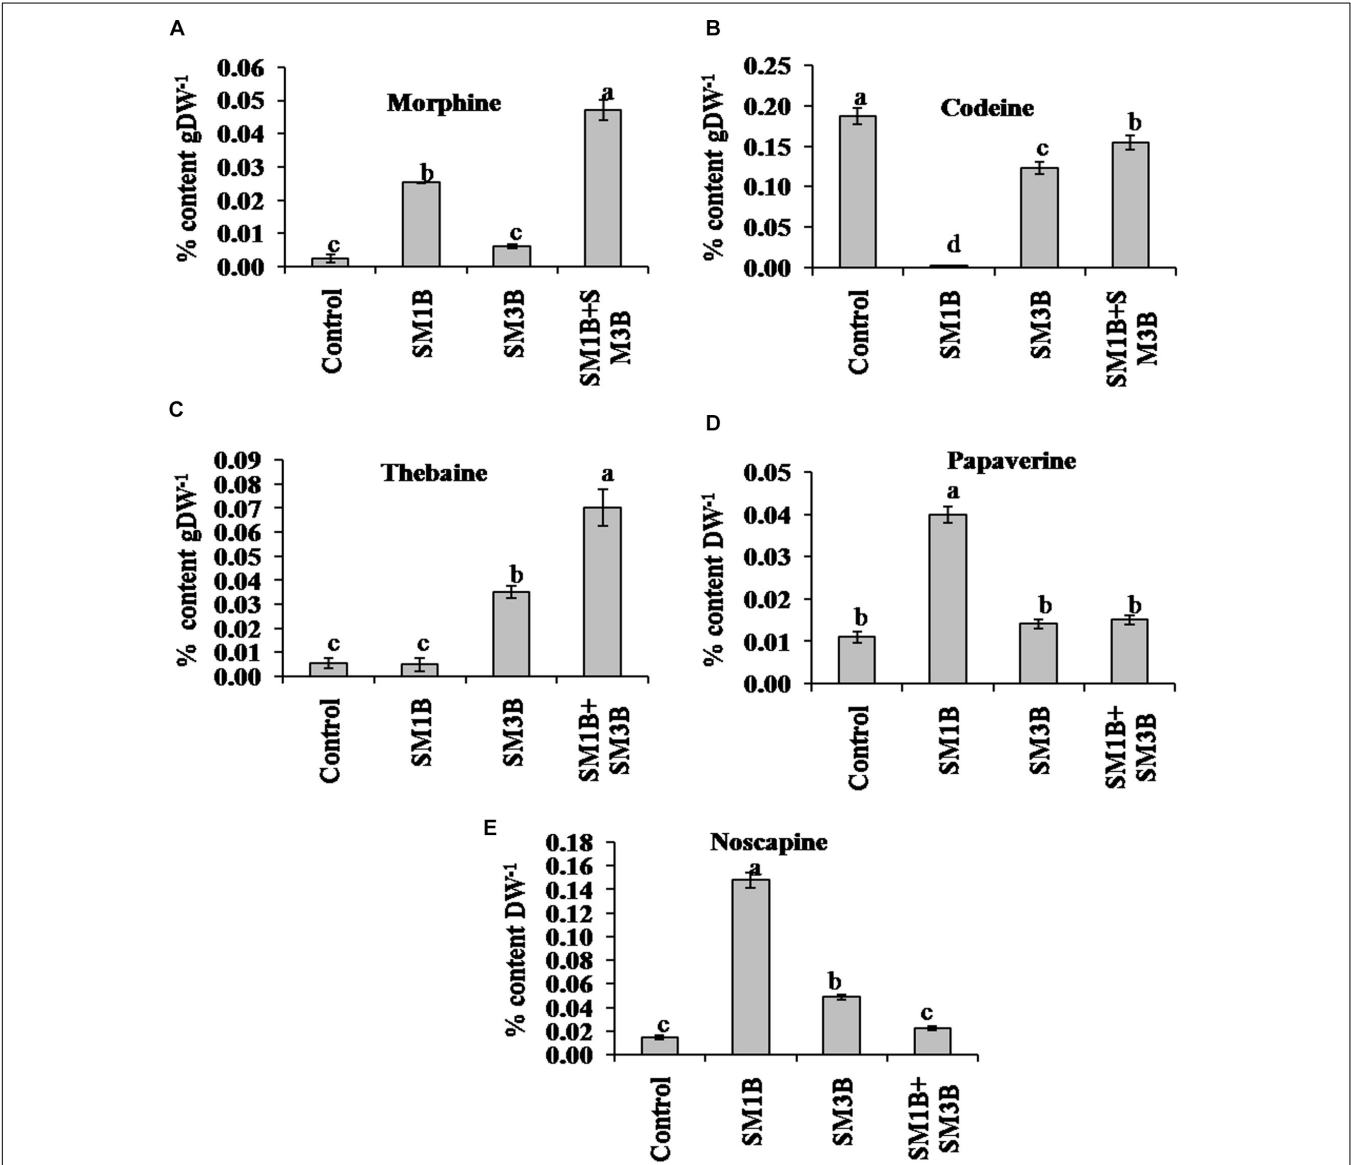 A
Morphine
% content gDW-1
0.06
0.05
0.04
0.03
0.02
0.01
0.00
c
b
c
a
Control
SM1B
SM3B
SM1B+S
M3B
B
Codeine
% content gDW-1
0.25
0.20
0.15
0.10
0.05
0.00
a
d
c
b
Control
SM1B
SM3B
SM1B+S
M3B
C
Thebaine
% content gDW-1
0.09
0.08
0.07
0.06
0.05
0.04
0.03
0.02
0.01
0.00
c
c
b
a
Control
SM1B
SM3B
SM1B+
SM3B
D
Papaverine
% content DW-1
0.05
0.04
0.03
0.02
0.01
0.00
b
a
b
b
Control
SM1B
SM3B
SM1B+
SM3B
E
Noscapine
% content DW-1
0.18
0.16
0.14
0.12
0.10
0.08
0.06
0.04
0.02
0.00
c
a
b
c
Control
SM1B
SM3B
SM1B+
SM3B